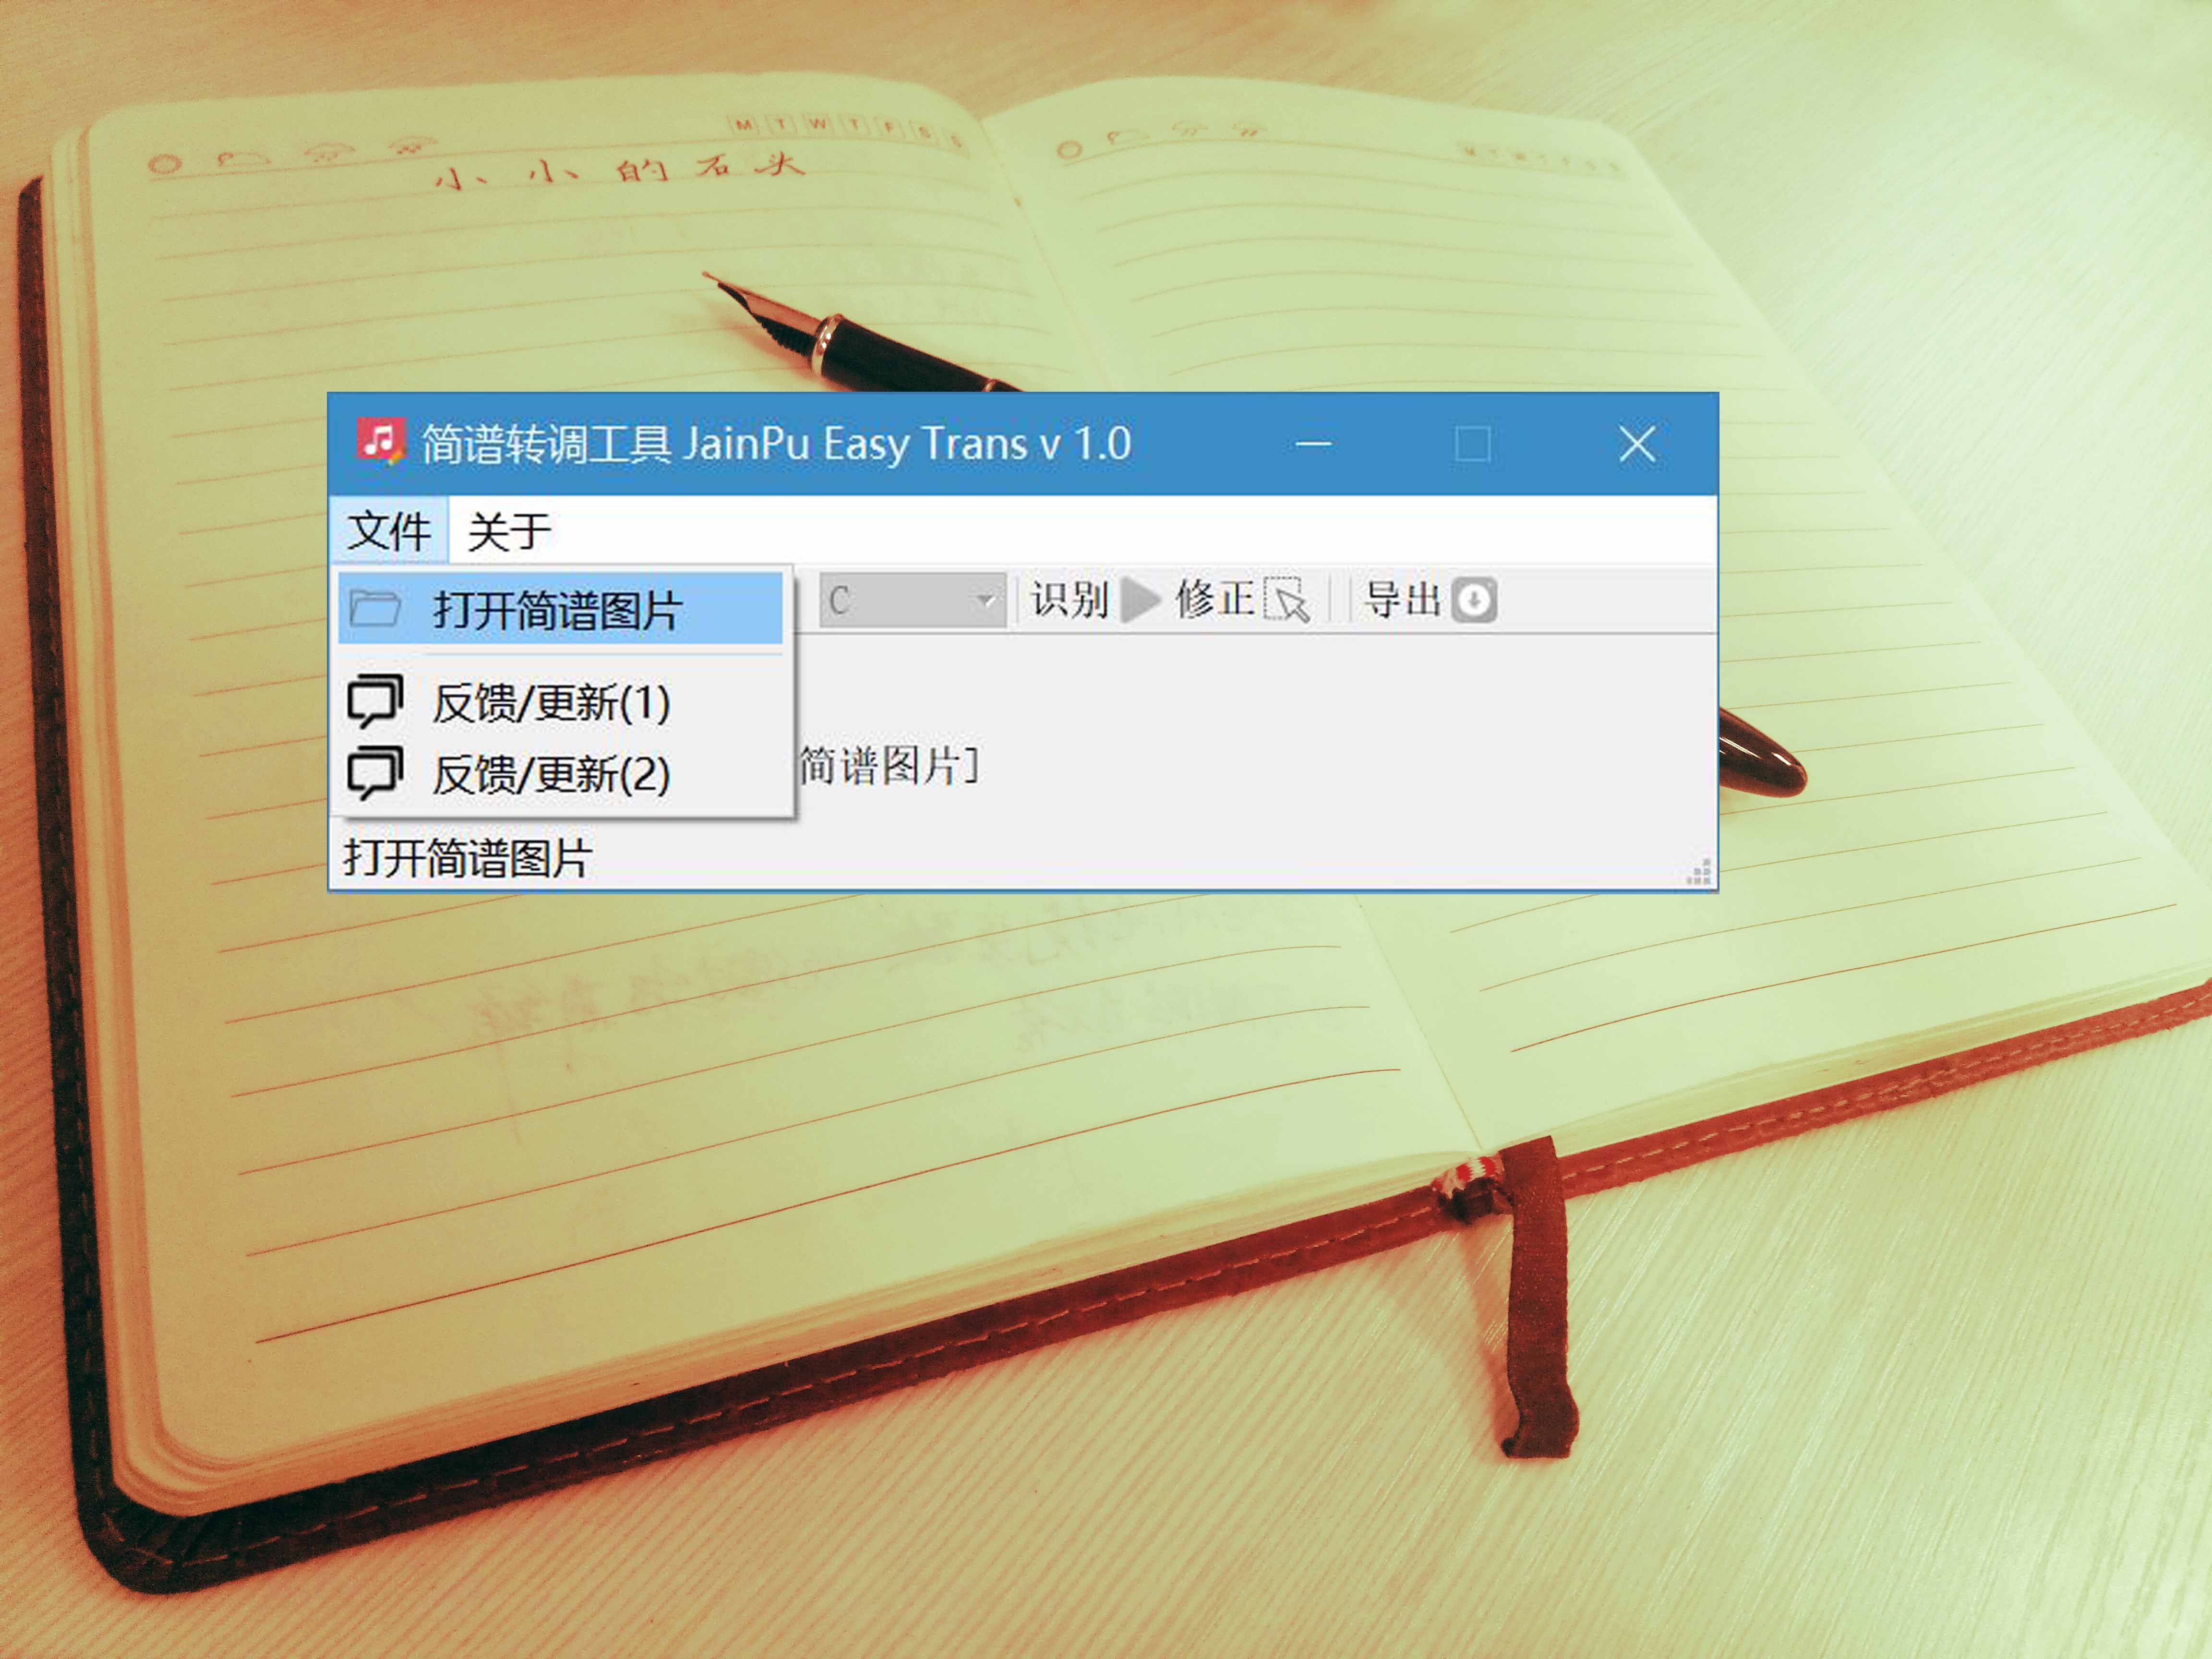 M T W T F S S
小小的石头
简谱转调工具 JainPu Easy Trans v 1.0
文件 关于
打开简谱图片 C 识别 修正 导出
反馈/更新(1)
反馈/更新(2) 简谱图片]
打开简谱图片